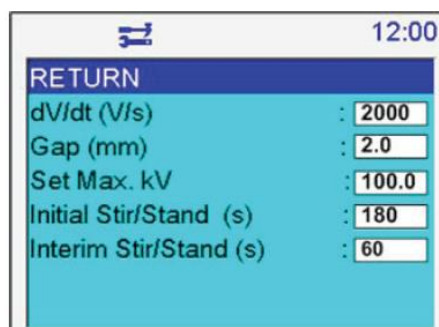 12:00
RETURN
dV/dt (V/s) : 2000
Gap (mm) : 2.0
Set Max. kV : 100.0
Initial Stir/Stand (s) : 180
Interim Stir/Stand (s) : 60